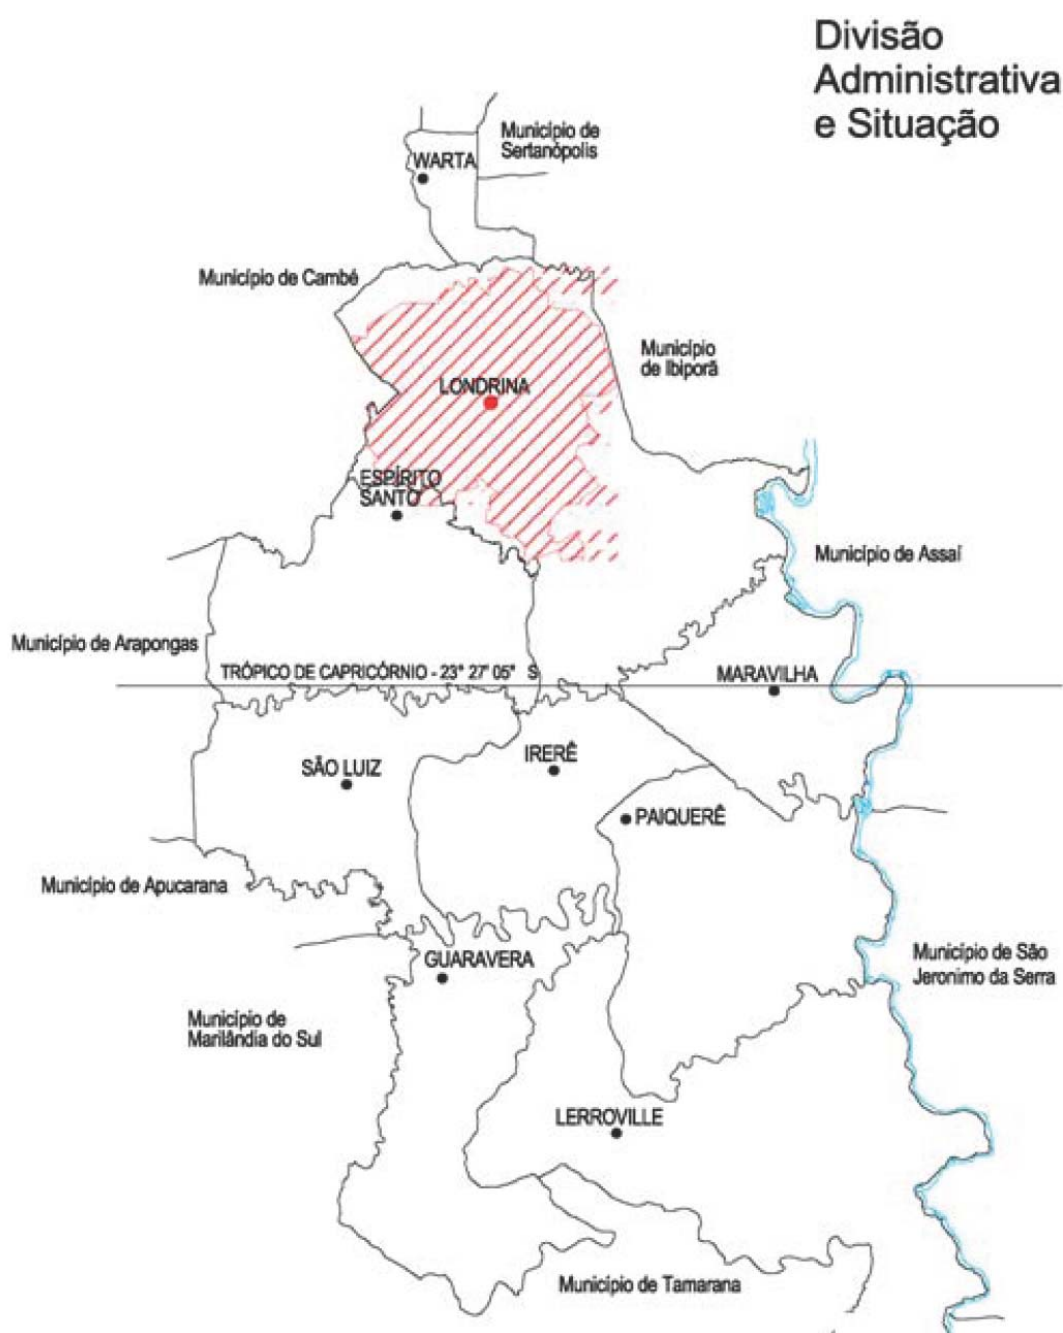 Divisão
Administrativa
e Situação
Município de
Sertanópolis
WARTA
Município de Cambé
Município
de Ibiporã
LONDRINA
ESPÍRITO
SANTO
Município de Assaí
Município de Arapongas
TRÓPICO DE CAPRICÓRNIO - 23° 27' 05" S
MARAVILHA
IRERÊ
SÃO LUIZ
PAIQUERÊ
Município de Apucarana
GUARAVERA
Município de São
Jeronimo da Serra
Município de
Marilândia do Sul
LERROVILLE
Município de Tamarana